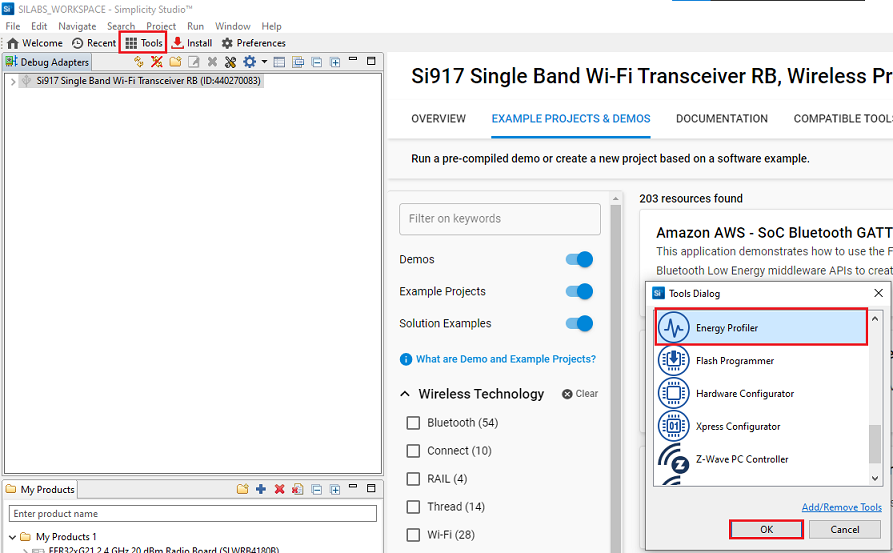 Si
SILABS_WORKSPACE - Simplicity Studio™
File Edit Navigate Search Project Run Window Help
Welcome Recent Tools Install Preferences
Debug Adapters
Si917 Single Band Wi-Fi Transceiver RB (ID:440270083)
Si917 Single Band Wi-Fi Transceiver RB, Wireless Pr
OVERVIEW EXAMPLE PROJECTS & DEMOS DOCUMENTATION COMPATIBLE TOOLS
Run a pre-compiled demo or create a new project based on a software example.
Filter on keywords
Demos
Example Projects
Solution Examples
What are Demo and Example Projects?
Wireless Technology Clear
Bluetooth (54)
Connect (10)
RAIL (4)
Thread (14)
Wi-Fi (28)
203 resources found
Amazon AWS - SoC Bluetooth GATT
This application demonstrates how to use the F
Bluetooth Low Energy middleware APIs to creat
Si
Tools Dialog
Energy Profiler
Flash Programmer
Hardware Configurator
01
Xpress Configurator
Z
Z-Wave PC Controller
Add/Remove Tools
OK Cancel
My Products
Enter product name
My Products 1
EFR32xG21 2.4 GHz 20 dBm Radio Board (SLWRB4180B)